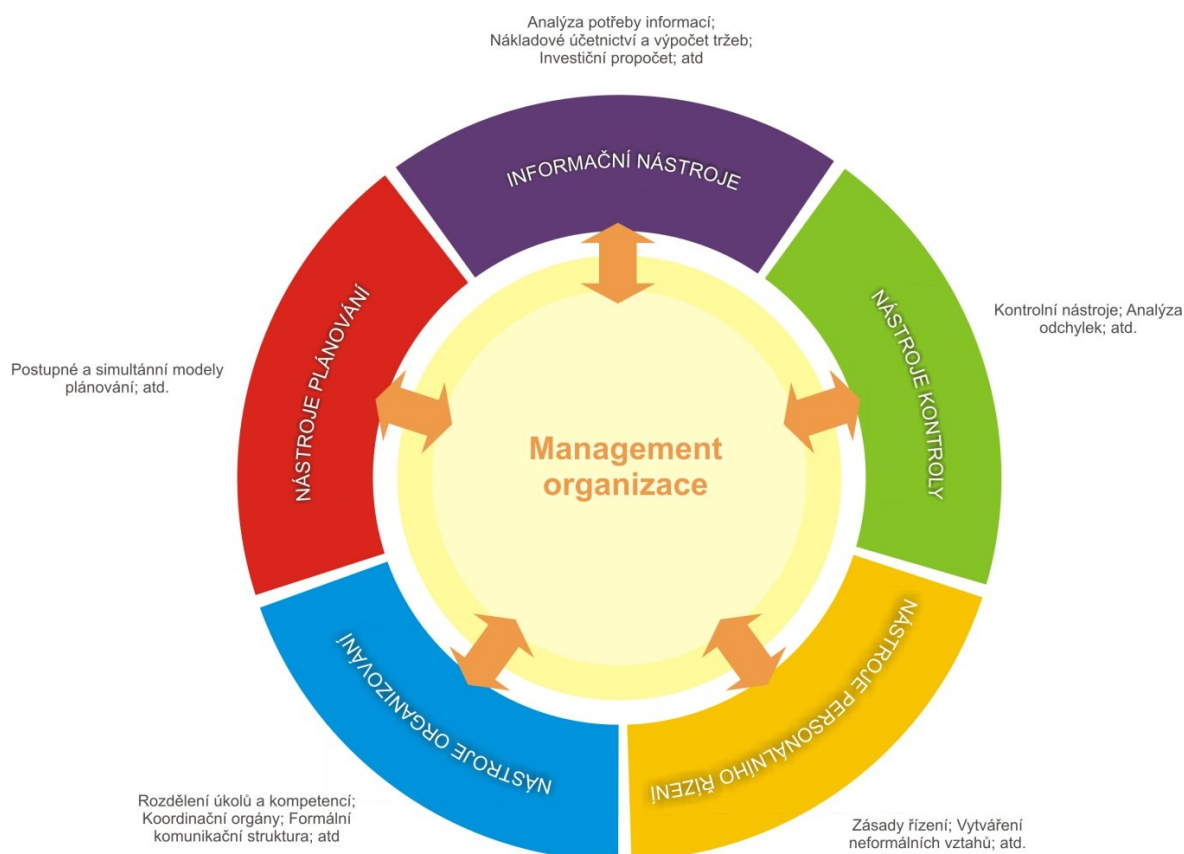 Analýza potřeby informací;
Nákladové účetnictví a výpočet tržeb;
Investiční propočet; atd
INFORMAČNÍ NÁSTROJE
NÁSTROJE KONTROLY
Kontrolní nástroje; Analýza
odchylek; atd.
NÁSTROJE PLÁNOVÁNÍ
Postupné a simultánní modely
plánování; atd.
Management
organizace
NÁSTROJE ORGANIZOVÁNÍ
NÁSTROJE PERSONÁLNÍHO ŘÍZENÍ
Rozdělení úkolů a kompetencí;
Koordinační orgány; Formální
komunikační struktura; atd
Zásady řízení; Vytváření
neformálních vztahů; atd.